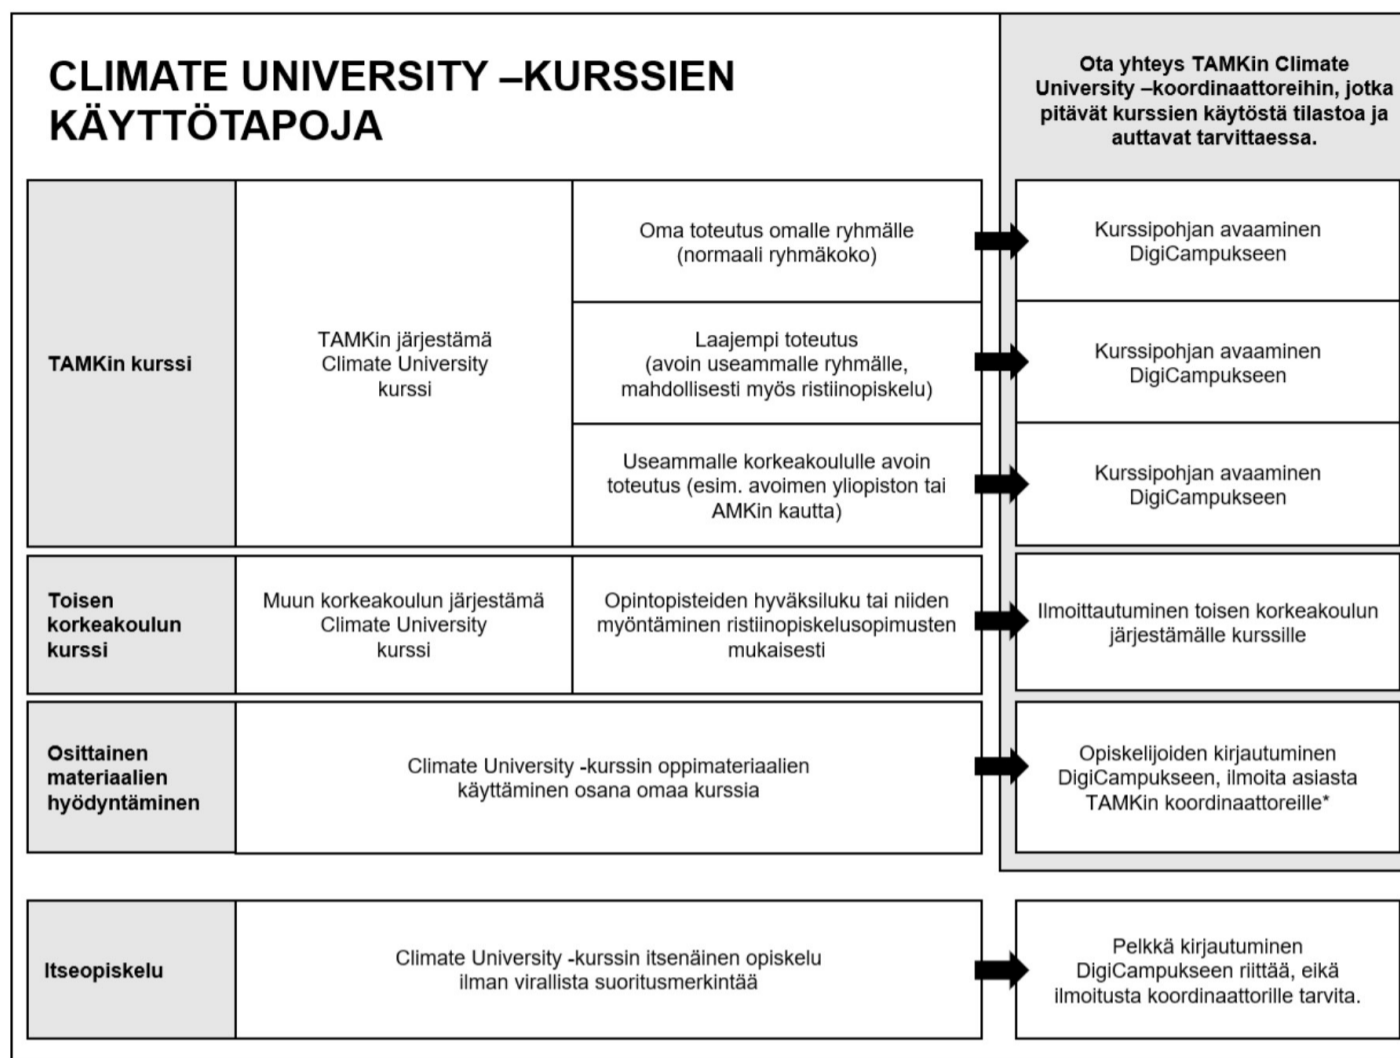 CLIMATE UNIVERSITY –KURSSIEN
KÄYTTÖTAPOJA
Ota yhteys TAMKin Climate
University –koordinaattoreihin, jotka
pitävät kurssien käytöstä tilastoa ja
auttavat tarvittaessa.
TAMKin kurssi
TAMKin järjestämä
Climate University
kurssi
Oma toteutus omalle ryhmälle
(normaali ryhmäkoko)
Kurssipohjan avaaminen
DigiCampukseen
Laajempi toteutus
(avoin useammalle ryhmälle,
mahdollisesti myös ristiinopiskelu)
Kurssipohjan avaaminen
DigiCampukseen
Useammalle korkeakoululle avoin
toteutus (esim. avoimen yliopiston tai
AMKin kautta)
Kurssipohjan avaaminen
DigiCampukseen
Toisen
korkeakoulun
kurssi
Muun korkeakoulun järjestämä
Climate University
kurssi
Opintopisteiden hyväksiluku tai niiden
myöntäminen ristiinopiskelusopimusten
mukaisesti
Ilmoittautuminen toisen korkeakoulun
järjestämälle kurssille
Osittainen
materiaalien
hyödyntäminen
Climate University -kurssin oppimateriaalien
käyttäminen osana omaa kurssia
Opiskelijoiden kirjautuminen
DigiCampukseen, ilmoita asiasta
TAMKin koordinaattoreille*
Itseopiskelu
Climate University -kurssin itsenäinen opiskelu
ilman virallista suoritusmerkintää
Pelkkä kirjautuminen
DigiCampukseen riittää, eikä
ilmoitusta koordinaattorille tarvita.